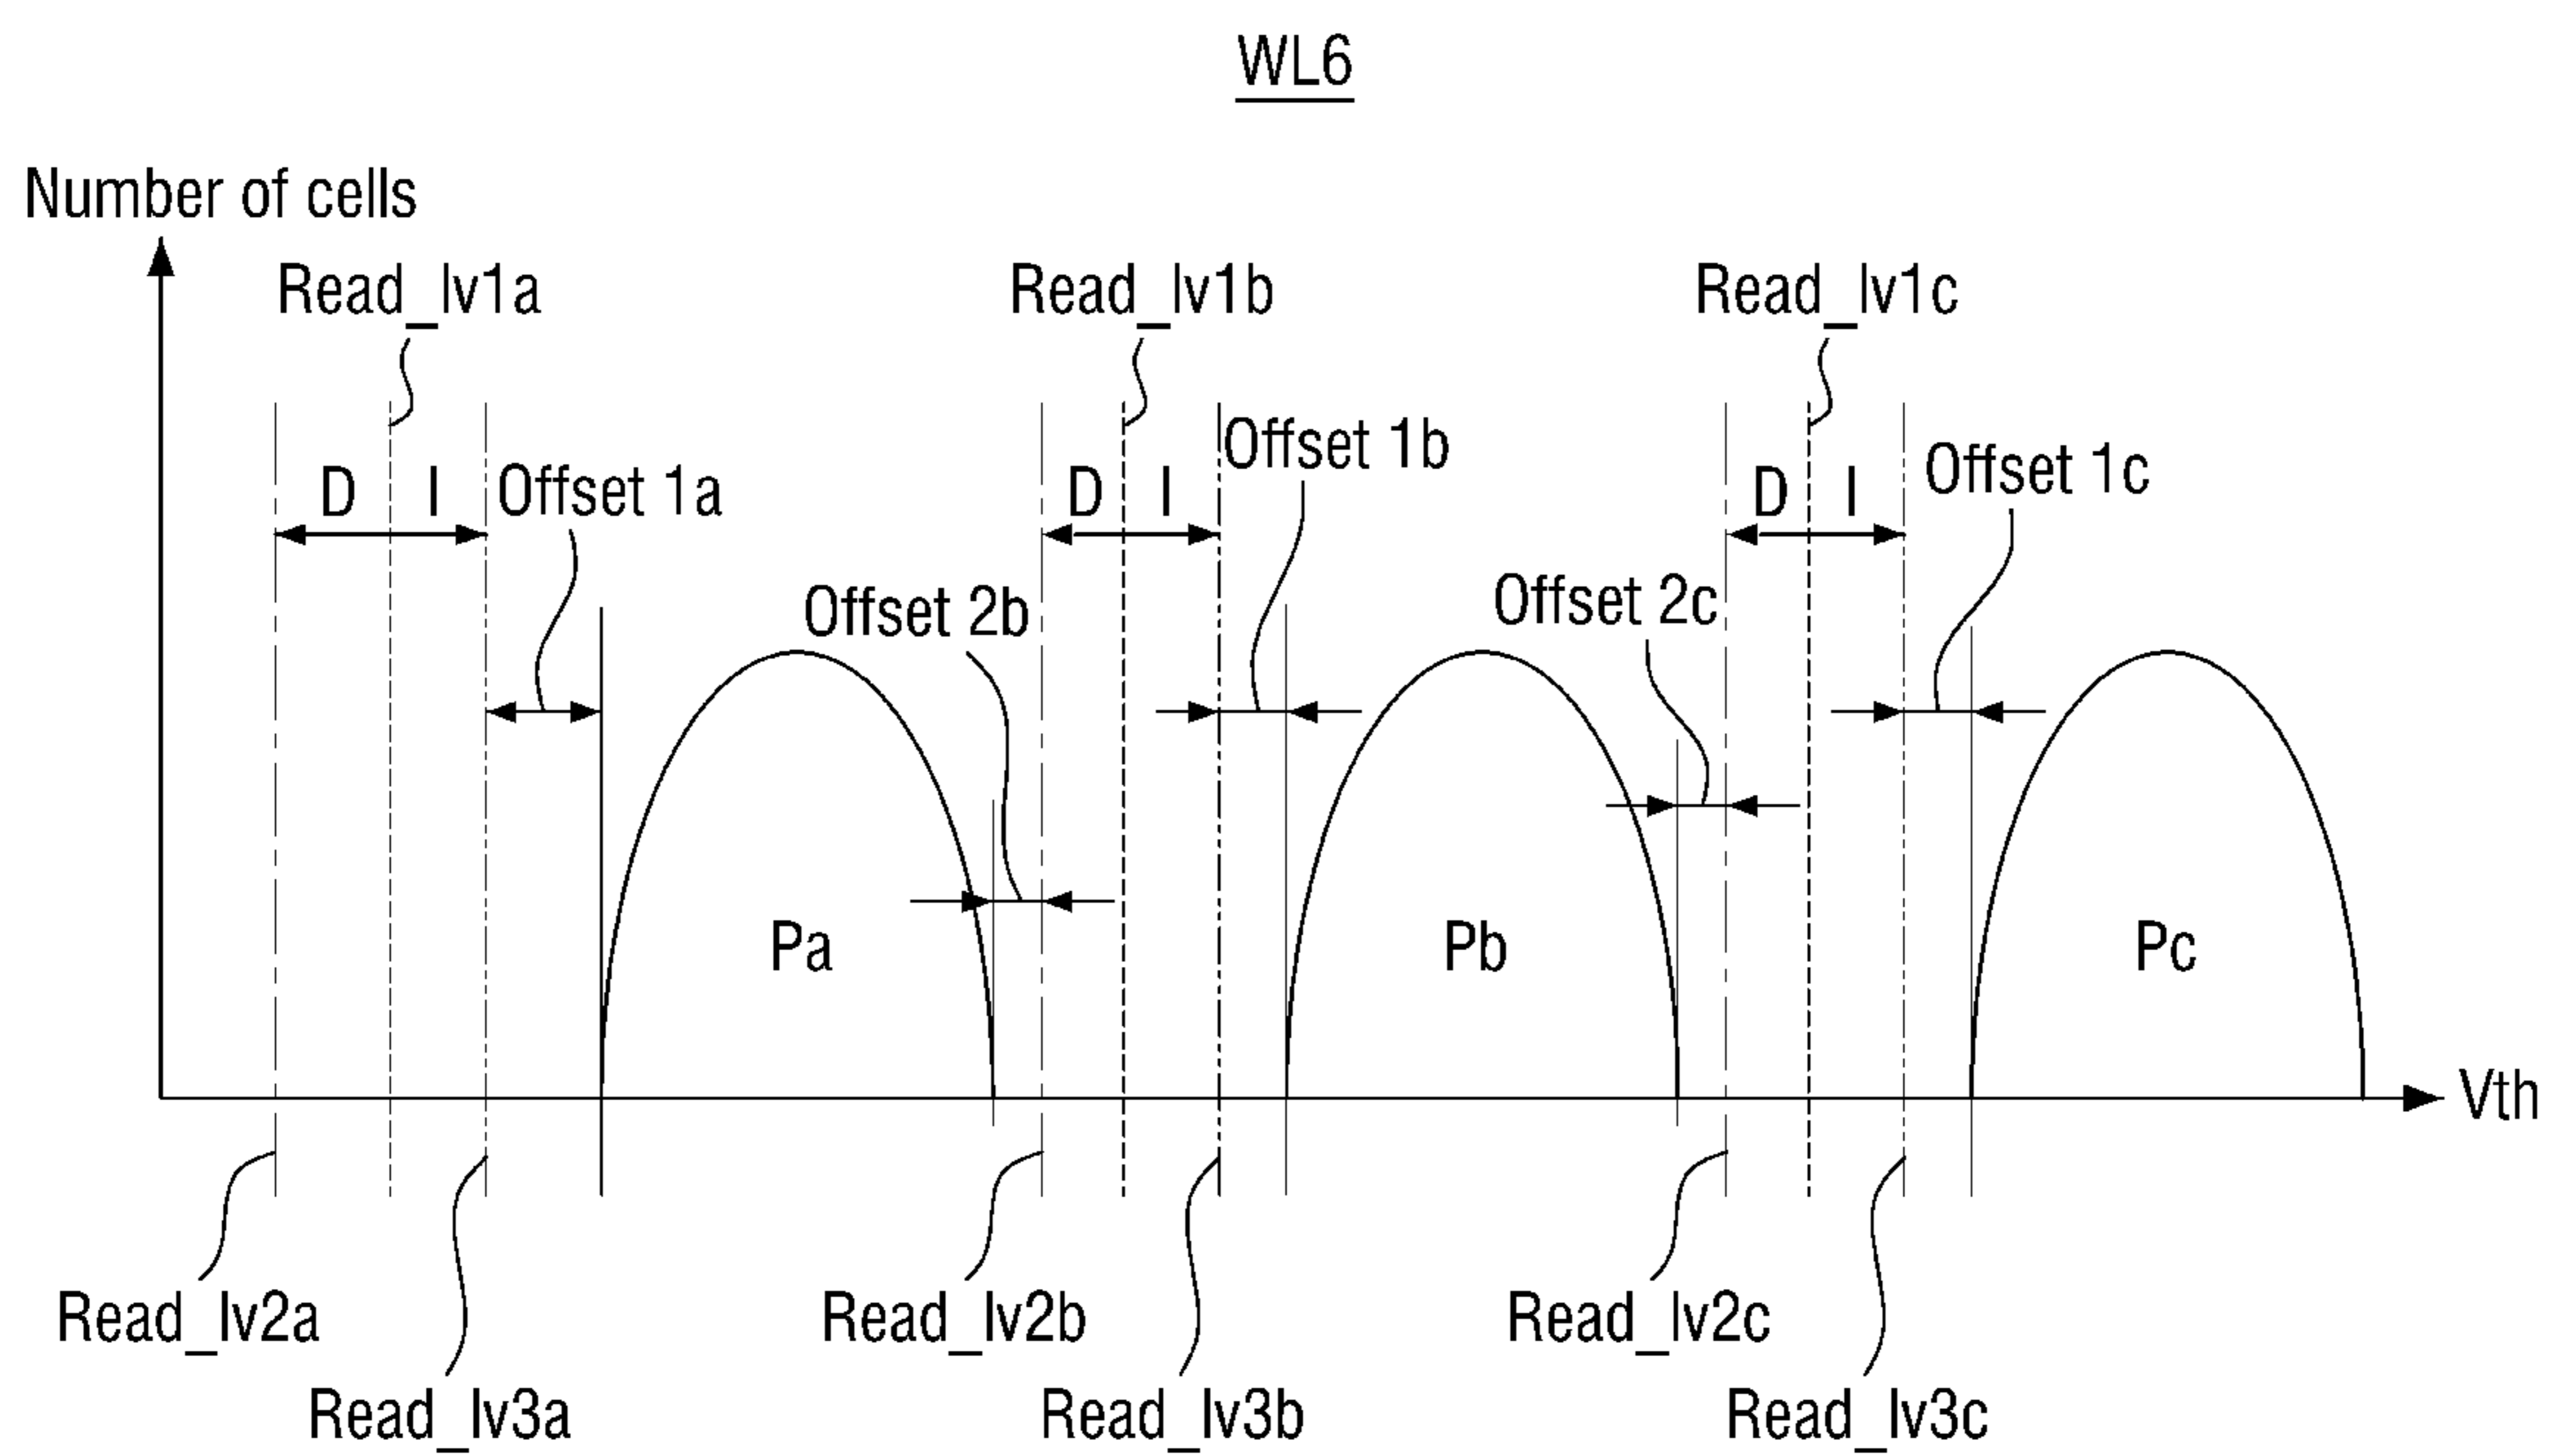 WL6
Number of cells
Read_lv1a
Read_lv1b
Read_lv1c
Offset 1b
Offset 1c
D I
Offset 1a
D I
D I
Offset 2b
Offset 2c
Pa
Pb
Pc
Vth
Read_lv2a
Read_lv2b
Read_lv2c
Read_lv3a
Read_lv3b
Read_lv3c